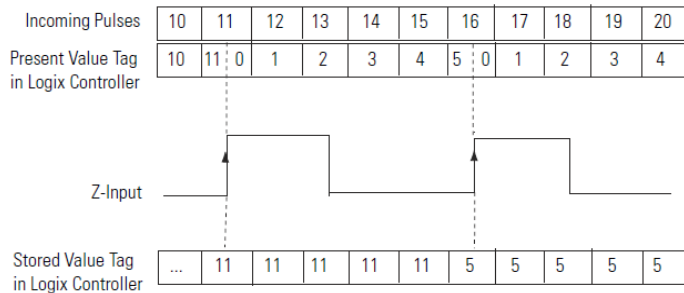 Incoming Pulses 10 11 12 13 14 15 16 17 18 19 20
Present Value Tag
in Logix Controller
10 11 0 1 2 3 4 5 0 1 2 3 4
Z-Input
Stored Value Tag
in Logix Controller
... 11 11 11 11 11 5 5 5 5 5